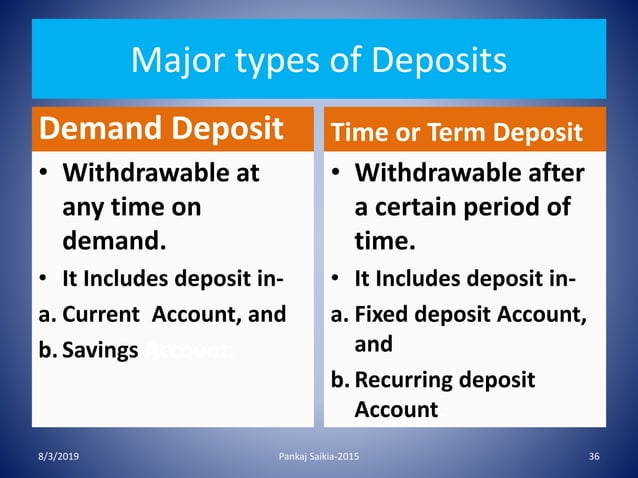 Major types of Deposits
Demand Deposit
• Withdrawable at
any time on
demand.
• It Includes deposit in-
a. Current Account, and
b. Savings Account.
Time or Term Deposit
• Withdrawable after
a certain period of
time.
• It Includes deposit in-
a. Fixed deposit Account,
and
b. Recurring deposit
Account
8/3/2019
Pankaj Saikia-2015
36